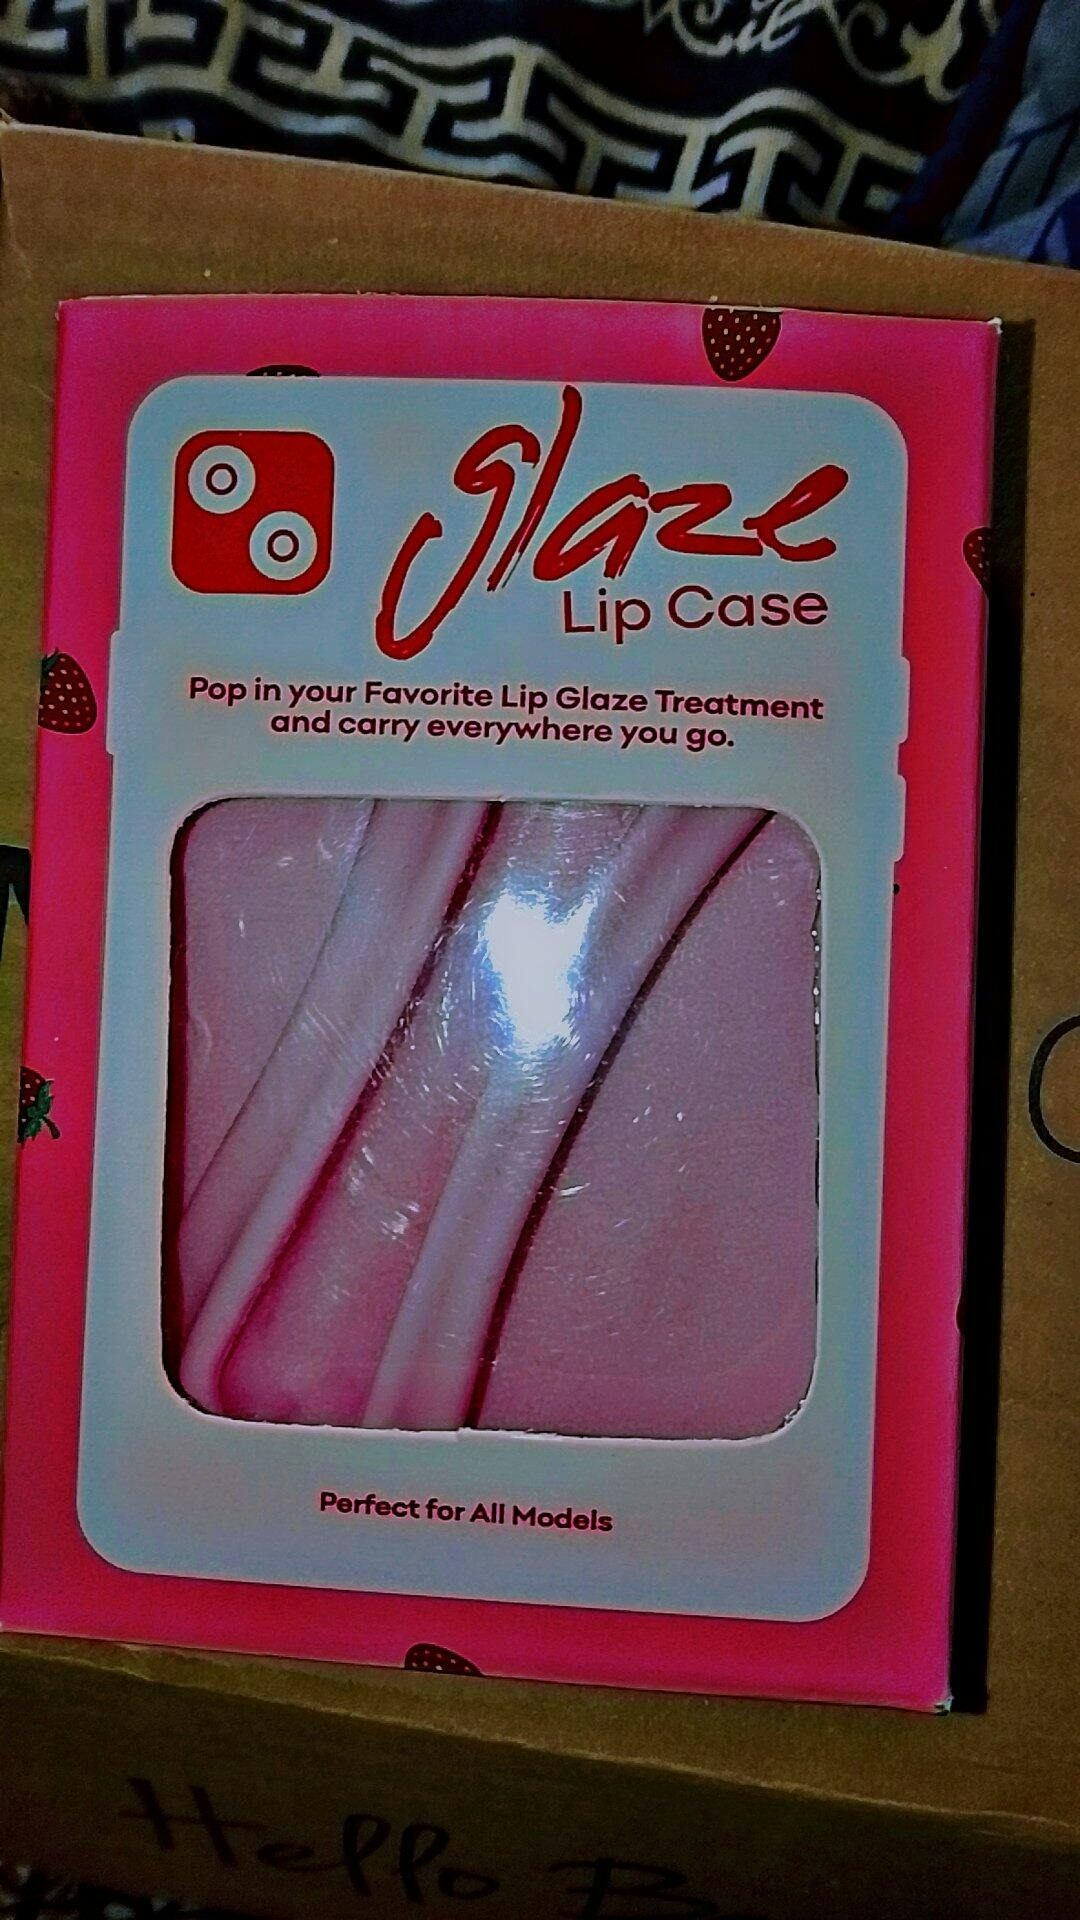 glaze
Lip Case
Pop in your Favorite Lip Glaze Treatment
and carry everywhere you go.
Perfect for All Models
Hello B